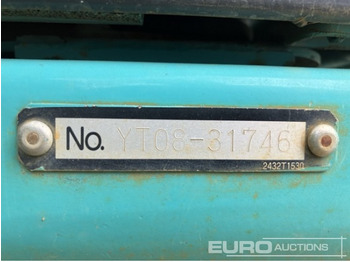 No. YT08-31746
2432T1530
EURO AUCTIONS